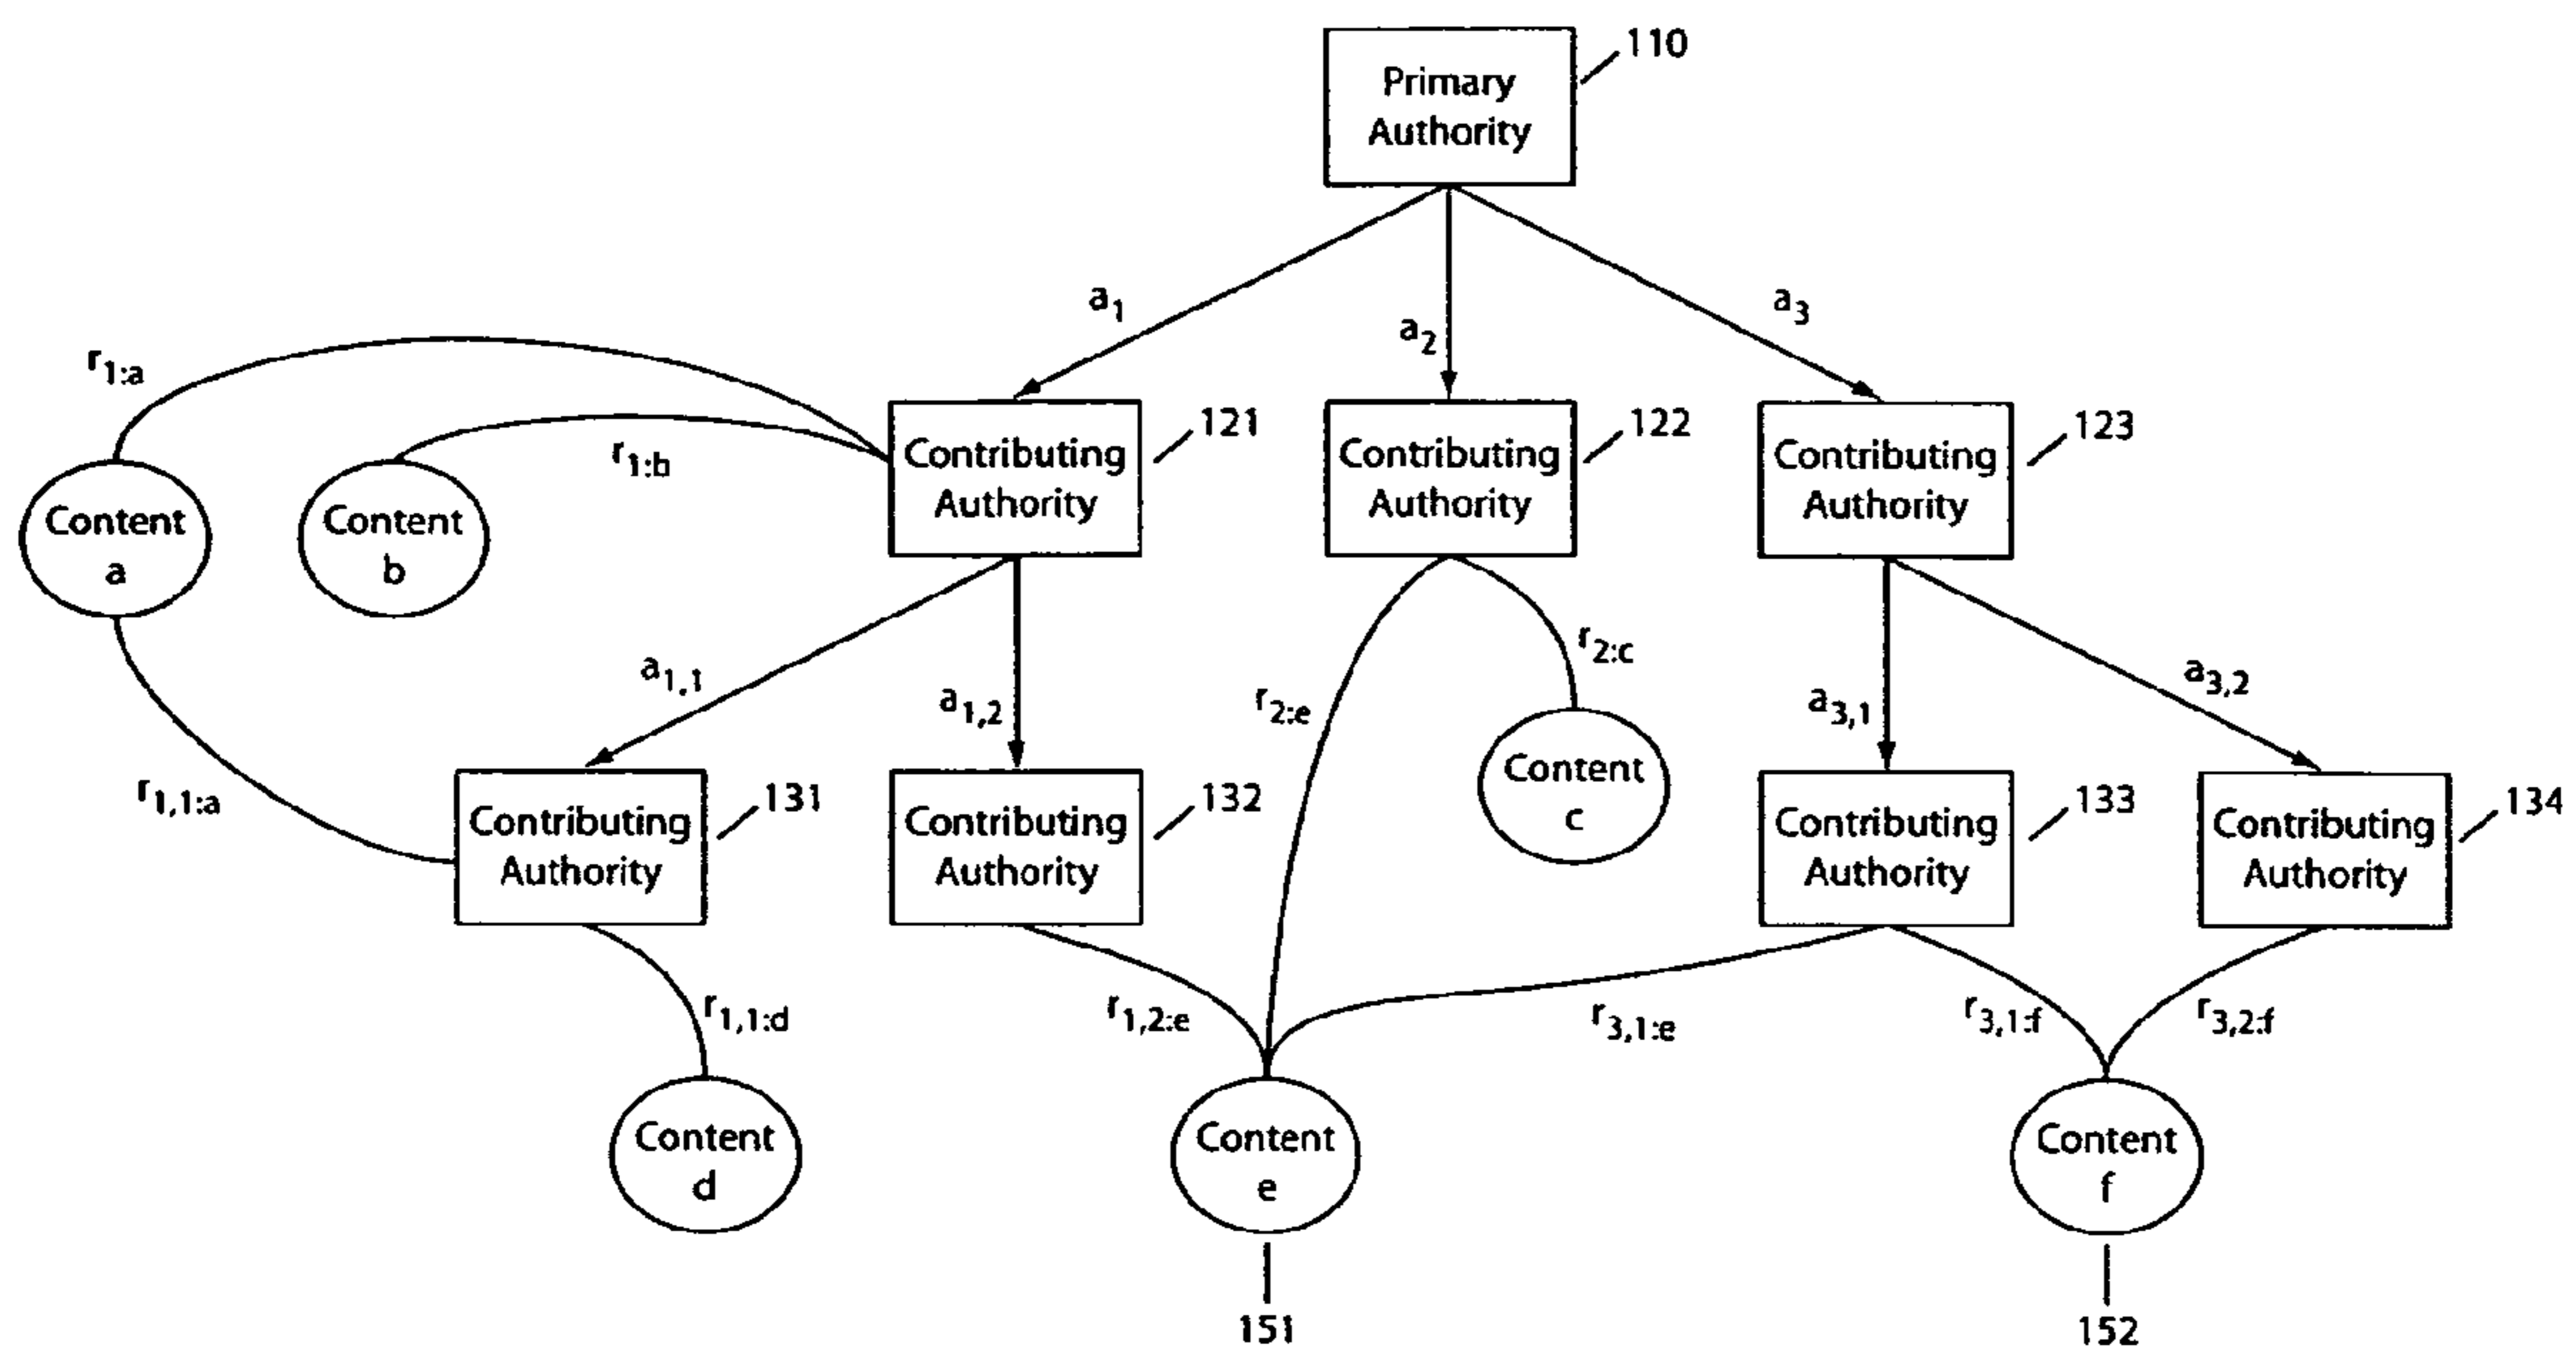 110
Primary
Authority
a1
a2
a3
r1:a
r1:b
121
122
123
Contributing
Authority
Contributing
Authority
Contributing
Authority
Content
a
Content
b
r2:c
a1,1
a1,2
r2:e
a3,1
a3,2
Content
c
r1,1:a
131
132
133
134
Contributing
Authority
Contributing
Authority
Contributing
Authority
Contributing
Authority
r1,1:d
r1,2:e
r3,1:e
r3,1:f
r3,2:f
Content
d
Content
e
Content
f
151
152